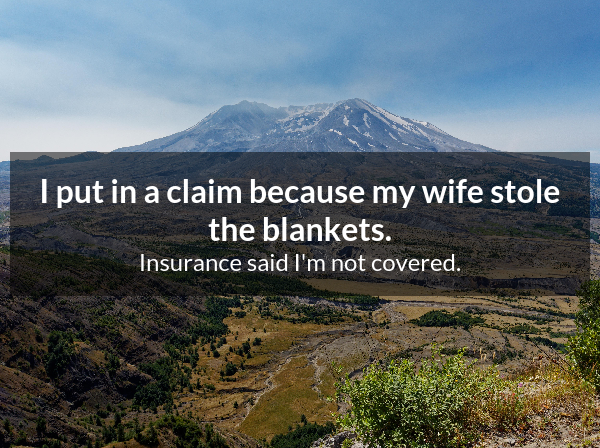 I put in a claim because my wife stole
the blankets.
Insurance said I'm not covered.